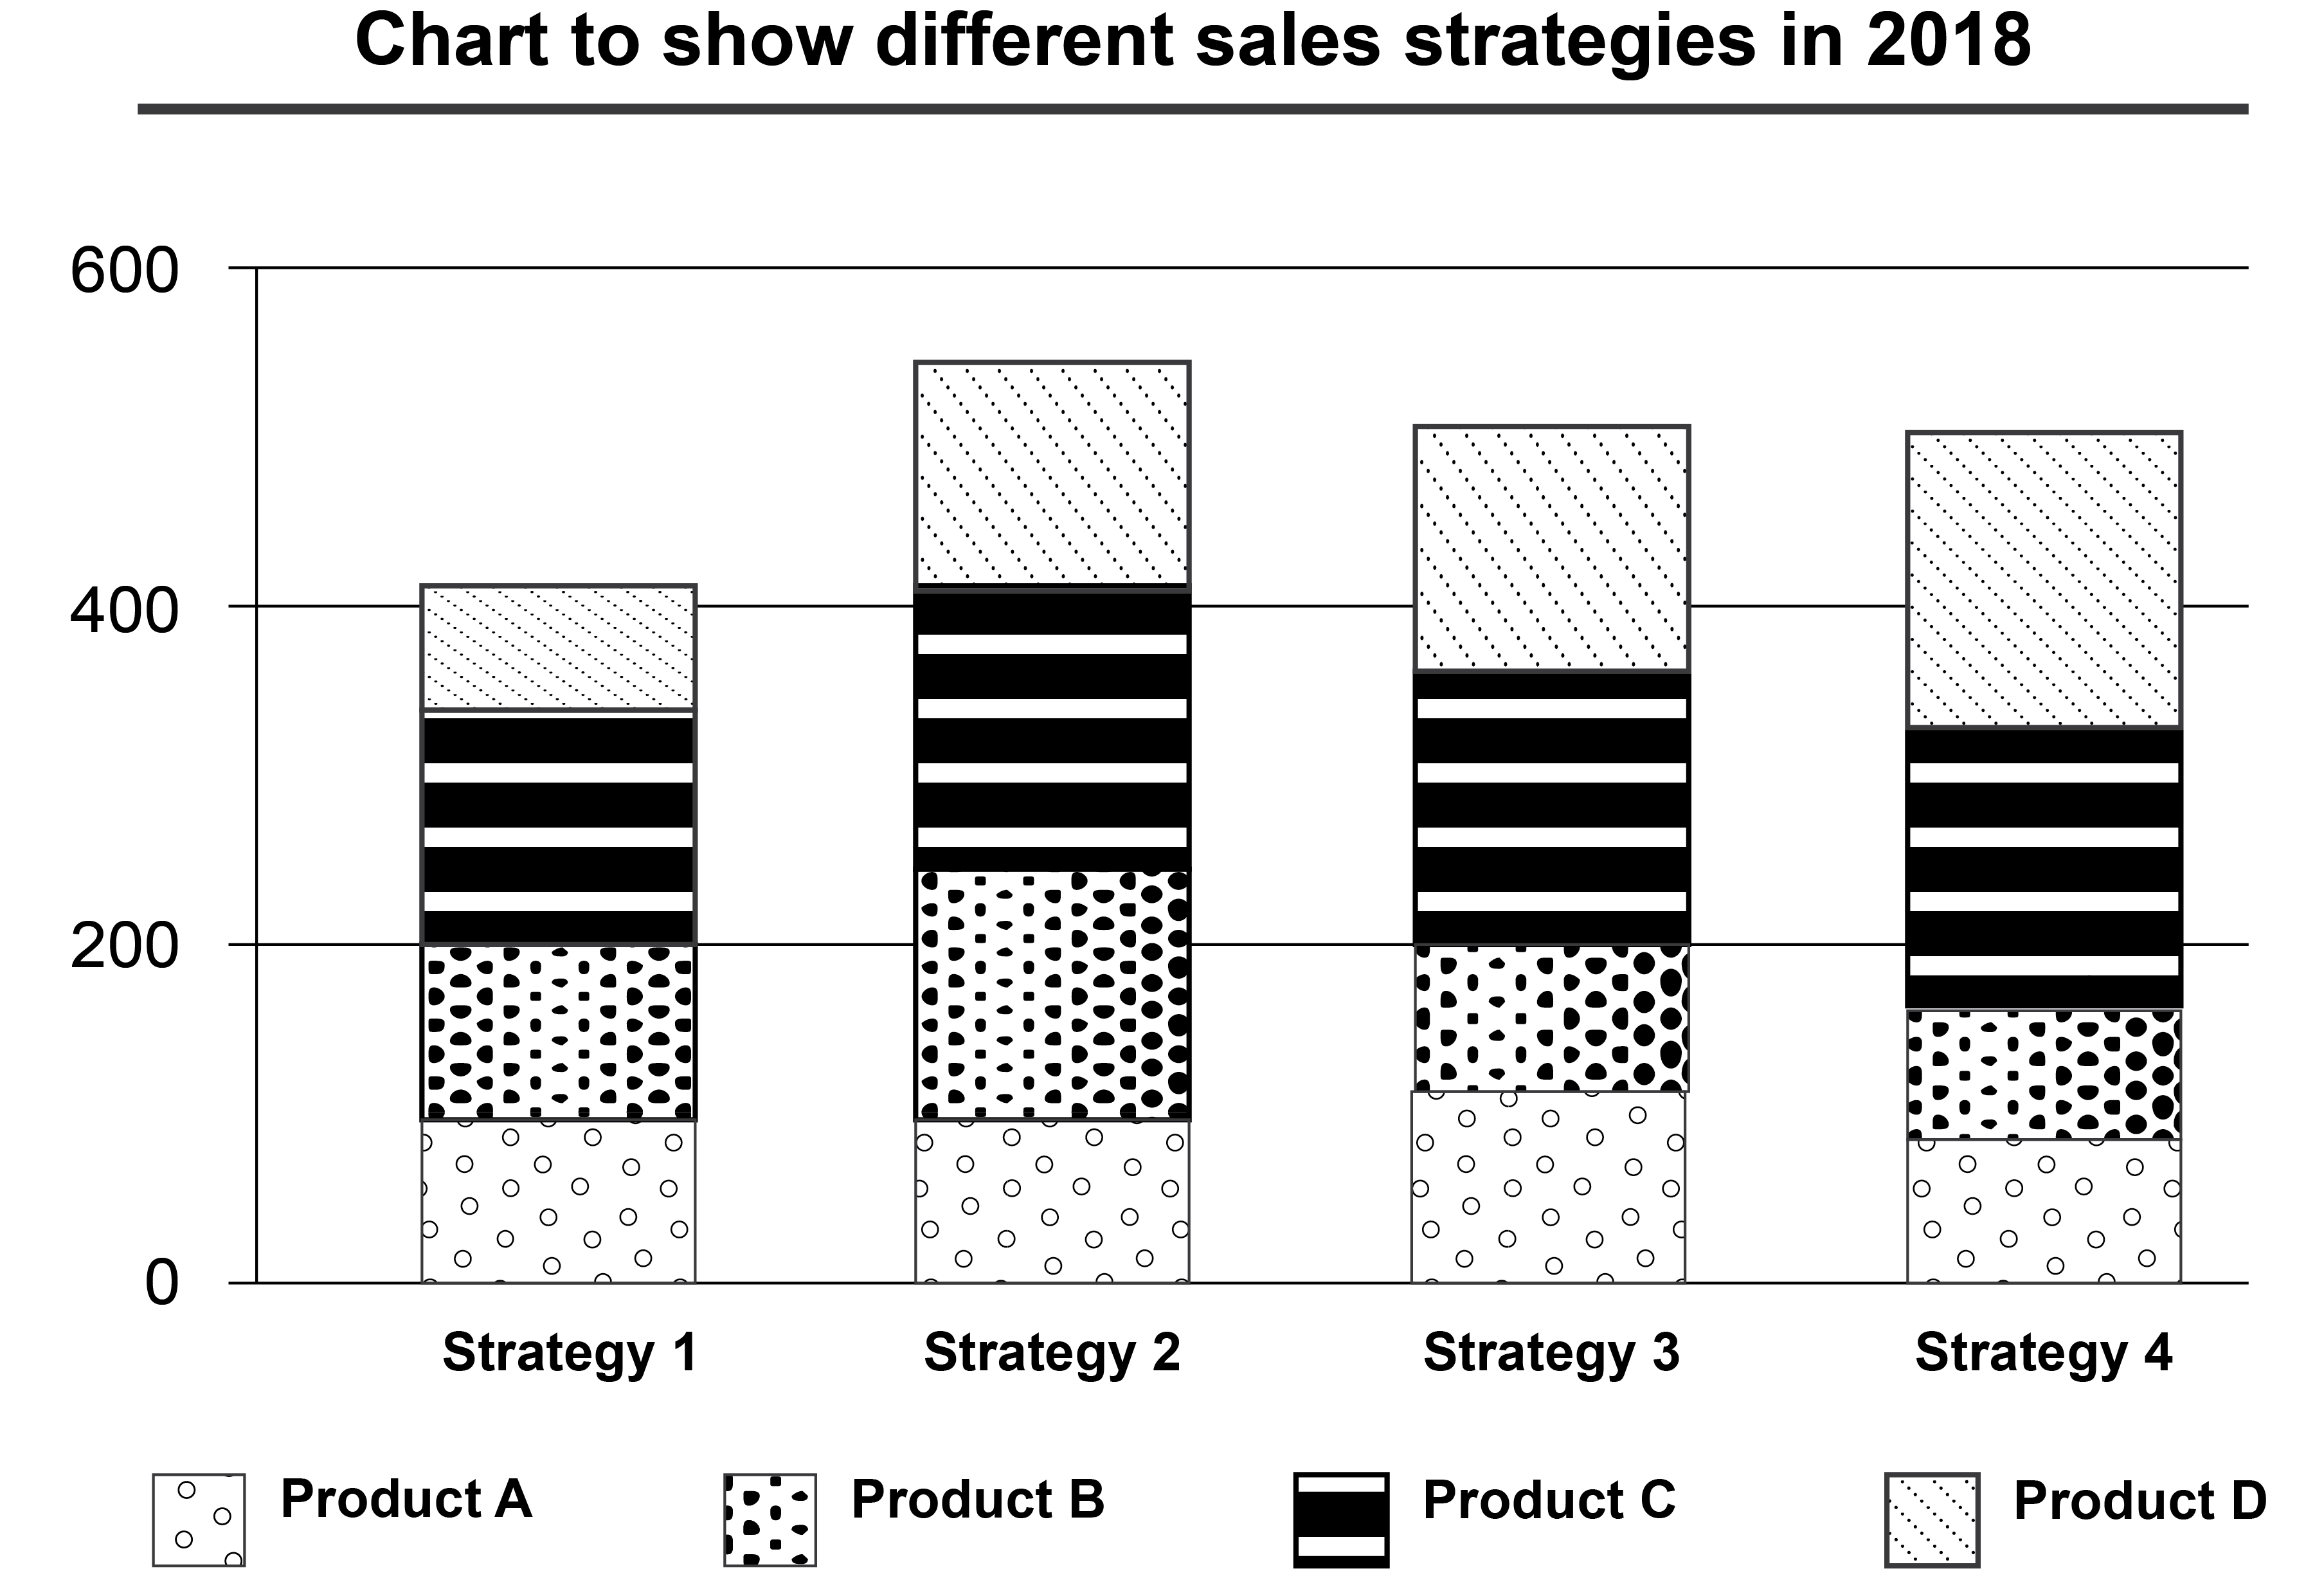 Chart to show different sales strategies in 2018
600
400
200
0
Strategy 1 Strategy 2 Strategy 3 Strategy 4
Product A Product B Product C Product D